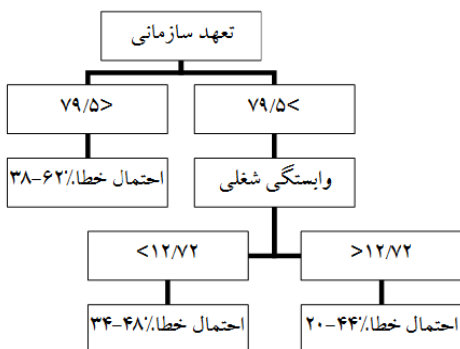 تعهد سازمانی
۷۹/۵>
۷۹/۵<
وابستگی شغلی
احتمال خطا%۶۲-۳۸
>۱۲/۷۲
<۱۲/۷۲
احتمال خطا%۴۴-۲۰
احتمال خطا%۴۸-۳۴